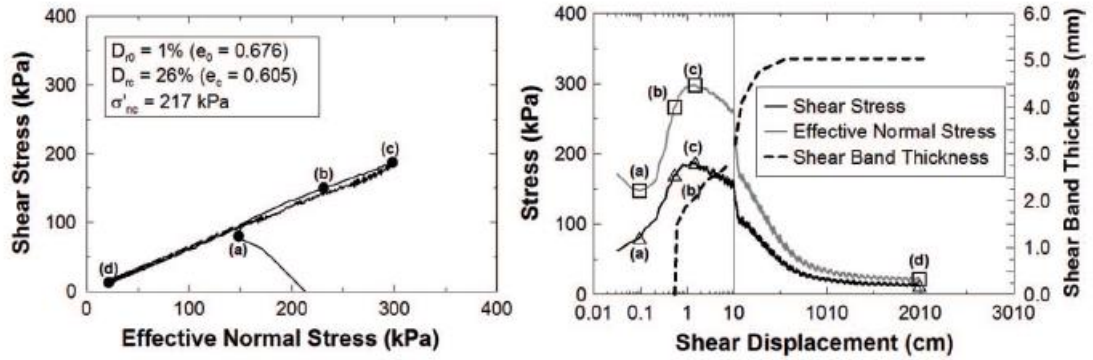 400
300
200
100
0
Shear Stress (kPa)
D_r0 = 1% (e_0 = 0.676)
D_rc = 26% (e_c = 0.605)
σ'_nc = 217 kPa
(a)
(b)
(c)
(d)
0 100 200 300 400
Effective Normal Stress (kPa)
400
300
200
100
0
Stress (kPa)
(a)
(b)
(c)
(c)
(b)
(a)
(d)
Shear Stress
Effective Normal Stress
Shear Band Thickness
6.0
5.0
4.0
3.0
2.0
1.0
0.0
Shear Band Thickness (mm)
0.01 0.1 1 10 1010 2010 3010
Shear Displacement (cm)